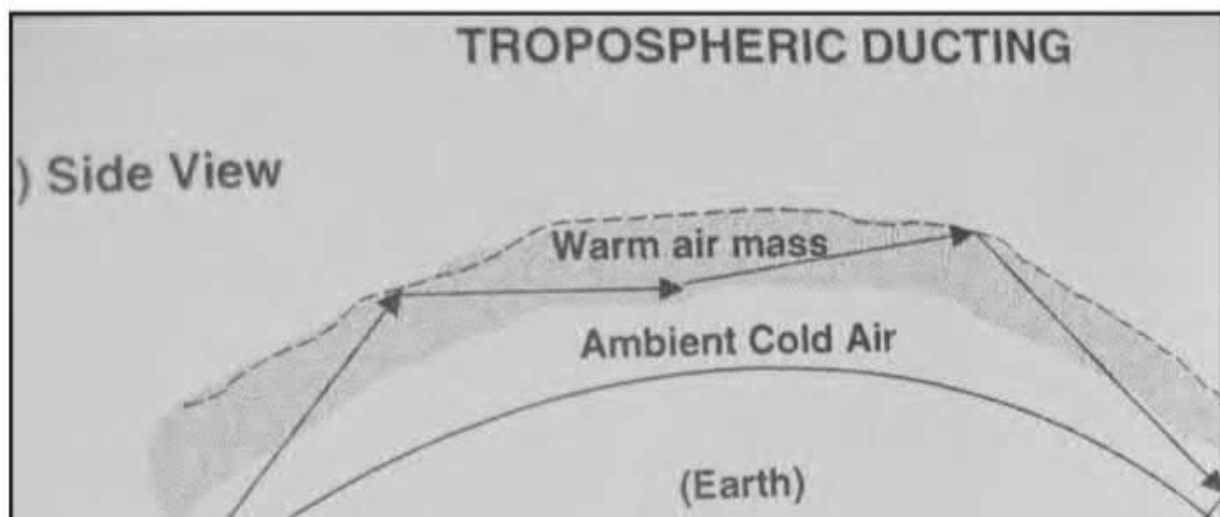 TROPOSPHERIC DUCTING
) Side View
Warm air mass
Ambient Cold Air
(Earth)